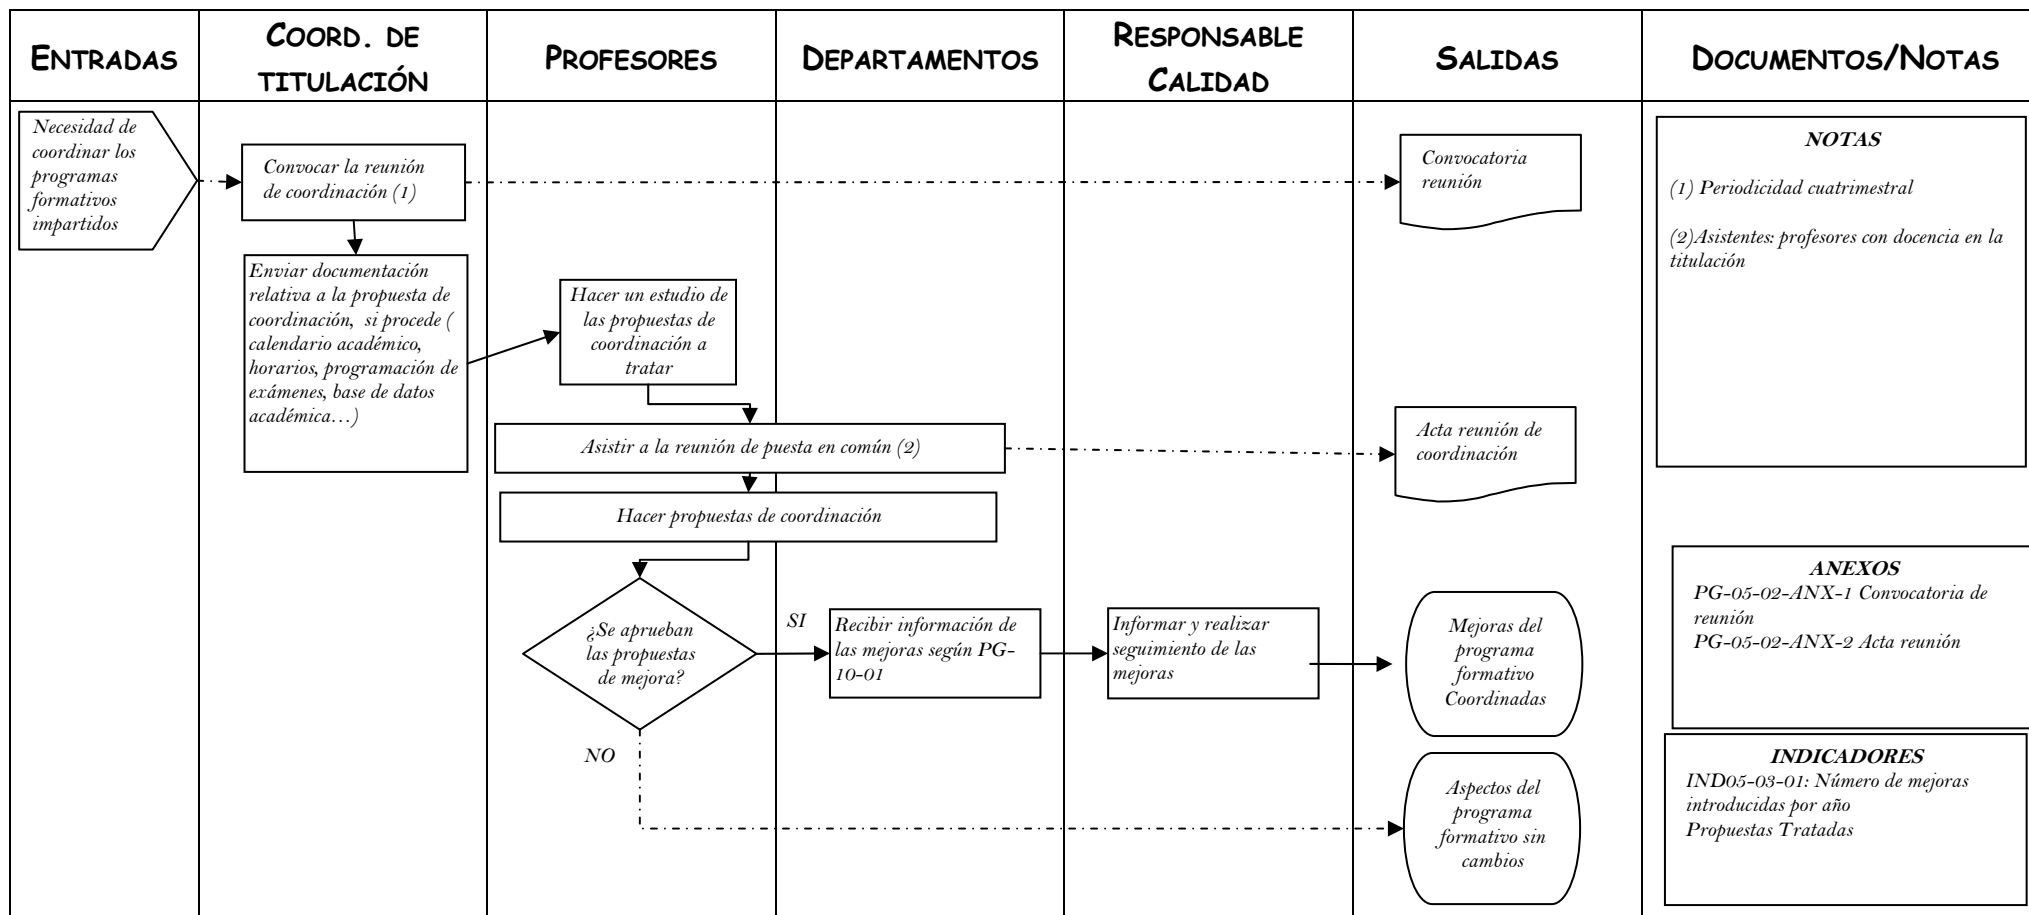 ENTRADAS
COORD. DE
TITULACIÓN
PROFESORES
DEPARTAMENTOS
RESPONSABLE
CALIDAD
SALIDAS
DOCUMENTOS/NOTAS
Necesidad de
coordinar los
programas
formativos
impartidos
Convocar la reunión
de coordinación (1)
Enviar documentación
relativa a la propuesta de
coordinación, si procede (
calendario académico,
horarios, programación de
exámenes, base de datos
académica…)
Hacer un estudio de
las propuestas de
coordinación a
tratar
Asistir a la reunión de puesta en común (2)
Hacer propuestas de coordinación
¿Se aprueban
las propuestas
de mejora?
SI
NO
Recibir información de
las mejoras según PG-
10-01
Informar y realizar
seguimiento de las
mejoras
Convocatoria
reunión
Acta reunión de
coordinación
Mejoras del
programa
formativo
Coordinadas
Aspectos del
programa
formativo sin
cambios
NOTAS
(1) Periodicidad cuatrimestral
(2)Asistentes: profesores con docencia en la
titulación
ANEXOS
PG-05-02-ANX-1 Convocatoria de
reunión
PG-05-02-ANX-2 Acta reunión
INDICADORES
IND05-03-01: Número de mejoras
introducidas por año
Propuestas Tratadas